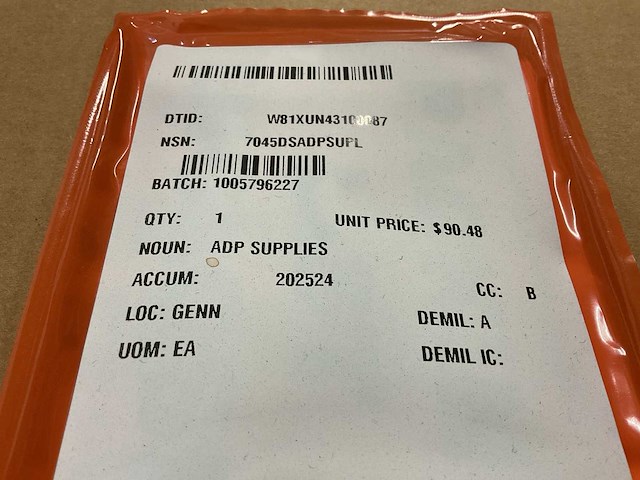 DTID: 
NSN: 7045DSADPSUPL
BATCH: 1005796227
QTY: 1 UNIT PRICE: $90.48
NOUN: ADP SUPPLIES
ACCUM: 202524
CC: B
LOC: GENN
DEMIL: A
UOM: EA
DEMIL IC: